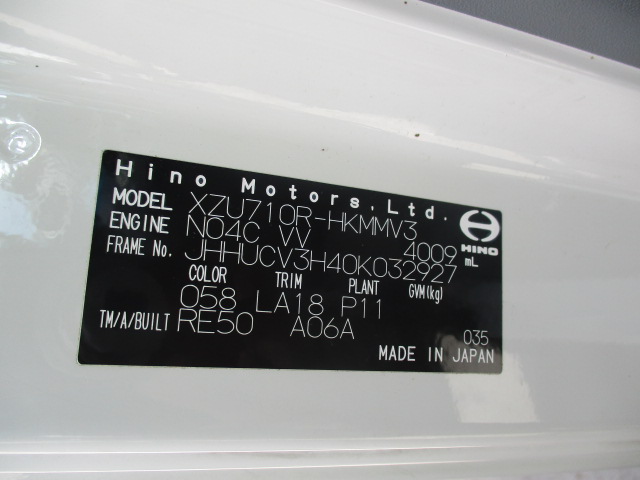 Hino Motors,Ltd.
MODEL XZU710R-HKMMV3
ENGINE N04C VV 4009 mL
HINO
FRAME No. JHHUCV3H40K032927
COLOR TRIM PLANT GVM(kg)
058 LA18 P11
TM/A/BUILT RE50 A06A 035
MADE IN JAPAN